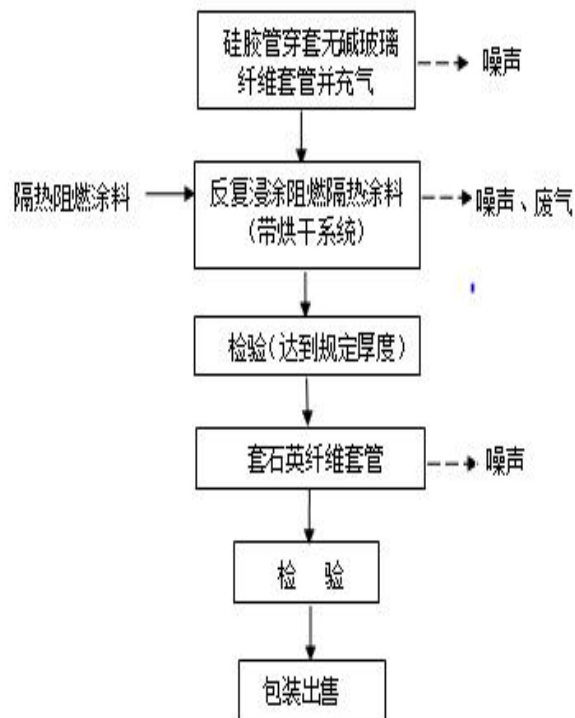 硅胶管穿套无碱玻璃
纤维套管并充气
噪声
隔热阻燃涂料
反复浸涂阻燃隔热涂料
(带烘干系统)
噪声、废气
检验(达到规定厚度)
套石英纤维套管
噪声
检 验
包装出售